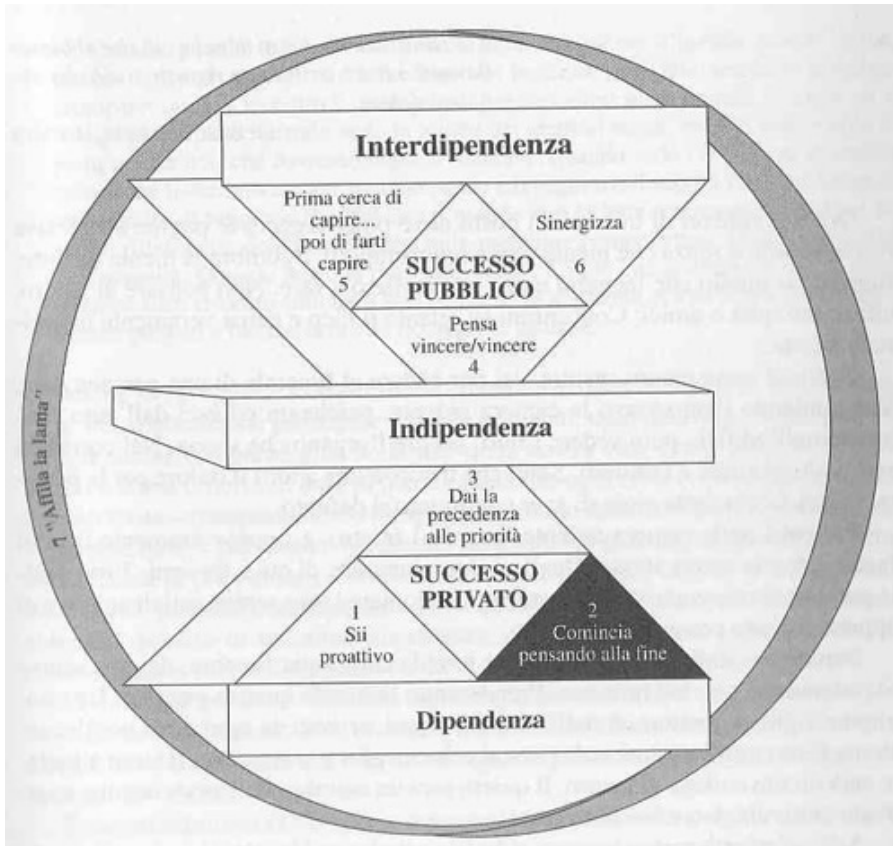 Interdipendenza
Prima cerca di
capire...
poi di farti
capire
5
Sinergizza
6
SUCCESSO
PUBBLICO
Pensa
vincere/vincere
4
7 "Affila la lama"
Indipendenza
3
Dai la
precedenza
alle priorità
SUCCESSO
PRIVATO
1
Sii
proattivo
2
Comincia
pensando alla fine
Dipendenza